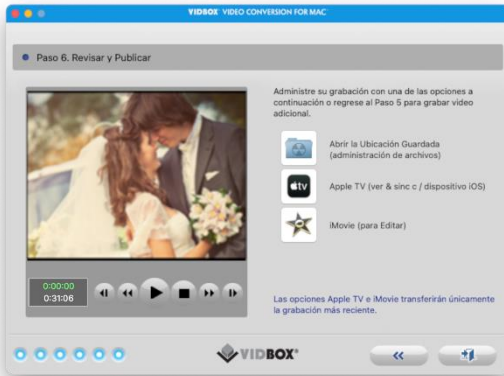 VIDBOX® VIDEO CONVERSION FOR MAC
Paso 6. Revisar y Publicar
Administre su grabación con una de las opciones a
continuación o regrese al Paso 5 para grabar video
adicional.
Abrir la Ubicación Guardada
(administración de archivos)
tv
Apple TV (ver & sinc c / dispositivo iOS)
iMovie (para Editar)
0:00:00
0:31:06
Las opciones Apple TV e iMovie transferirán únicamente
la grabación más reciente.
VIDBOX®